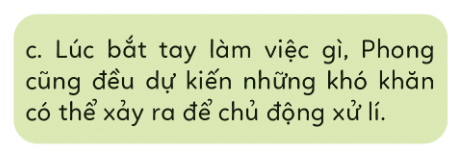 c. Lúc bắt tay làm việc gì, Phong
cũng đều dự kiến những khó khăn
có thể xảy ra để chủ động xử lí.